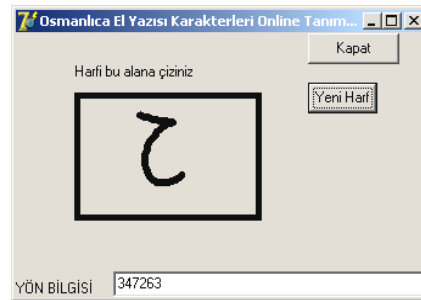 Osmanlıca El Yazısı Karakterleri Online Tanım...
Kapat
Harfi bu alana çiziniz
Yeni Harf
ح
YÖN BİLGİSİ 347263